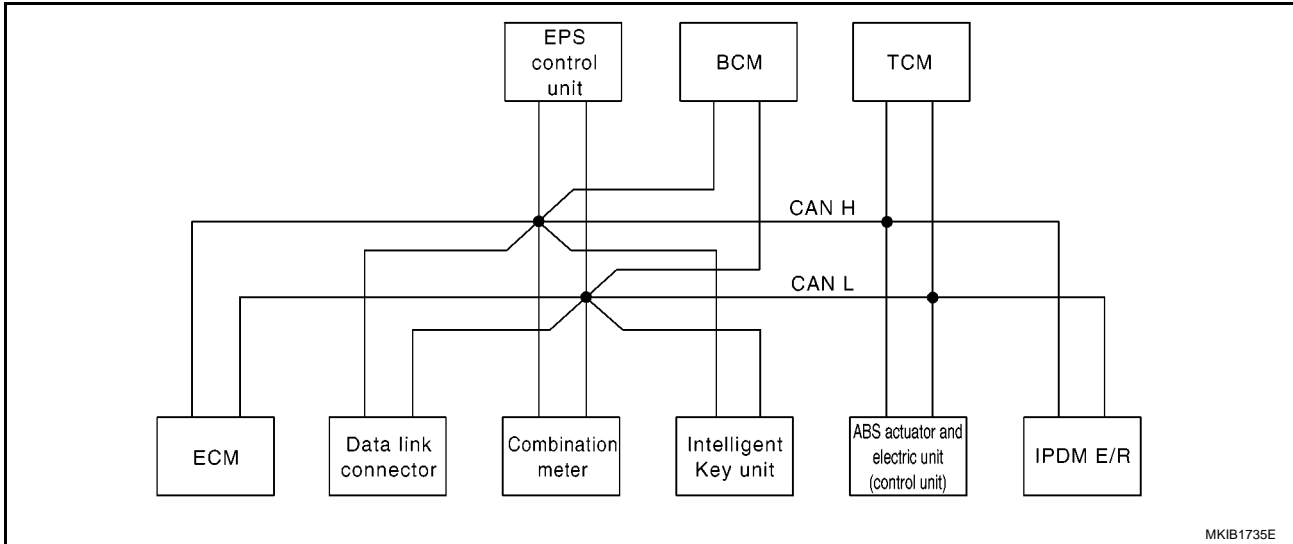 EPS
control
unit
BCM
TCM
CAN H
CAN L
ECM
Data link
connector
Combination
meter
Intelligent
Key unit
ABS actuator and
electric unit
(control unit)
IPDM E/R
MKIB1735E